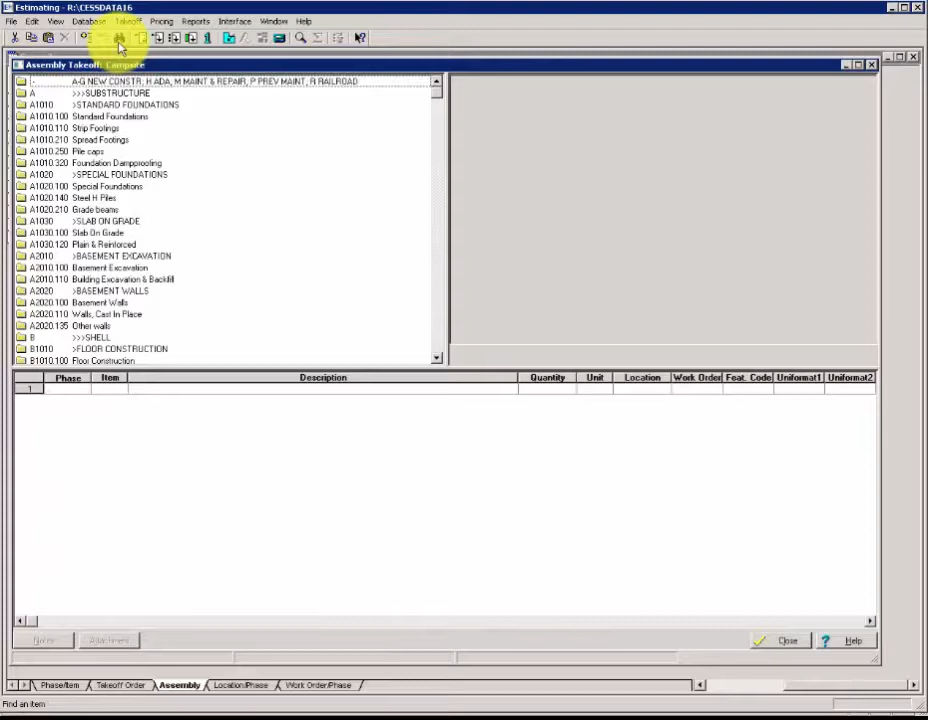 Estimating - R:\CESSDATA16
File Edit View Database Takeoff Pricing Reports Interface Window Help
Assembly Takeoff: Compute
- A-G NEW CONSTR; H ADA; M MAINT & REPAIR, P PREV MAINT, R RAILROAD
A >>>SUBSTRUCTURE
A1010 >STANDARD FOUNDATIONS
A1010.100 Standard Foundations
A1010.110 Strip Footings
A1010.210 Spread Footings
A1010.250 Pile caps
A1010.320 Foundation Dampproofing
A1020 >SPECIAL FOUNDATIONS
A1020.100 Special Foundations
A1020.140 Steel H Piles
A1020.210 Grade beams
A1030 >SLAB ON GRADE
A1030.100 Slab On Grade
A1030.120 Plain & Reinforced
A2010 >BASEMENT EXCAVATION
A2010.100 Basement Excavation
A2010.110 Building Excavation & Backfill
A2020 >BASEMENT WALLS
A2020.100 Basement Walls
A2020.110 Walls, Cast In Place
A2020.135 Other walls
B >>>SHELL
B1010 >FLOOR CONSTRUCTION
B1010.100 Floor Construction
Phase Item Description Quantity Unit Location Work Order Feat. Code Uniformat1 Uniformat2
1
Notes Attachment Close ? Help
Phase/Item Takeoff Order Assembly Location/Phase Work Order/Phase
Find an item